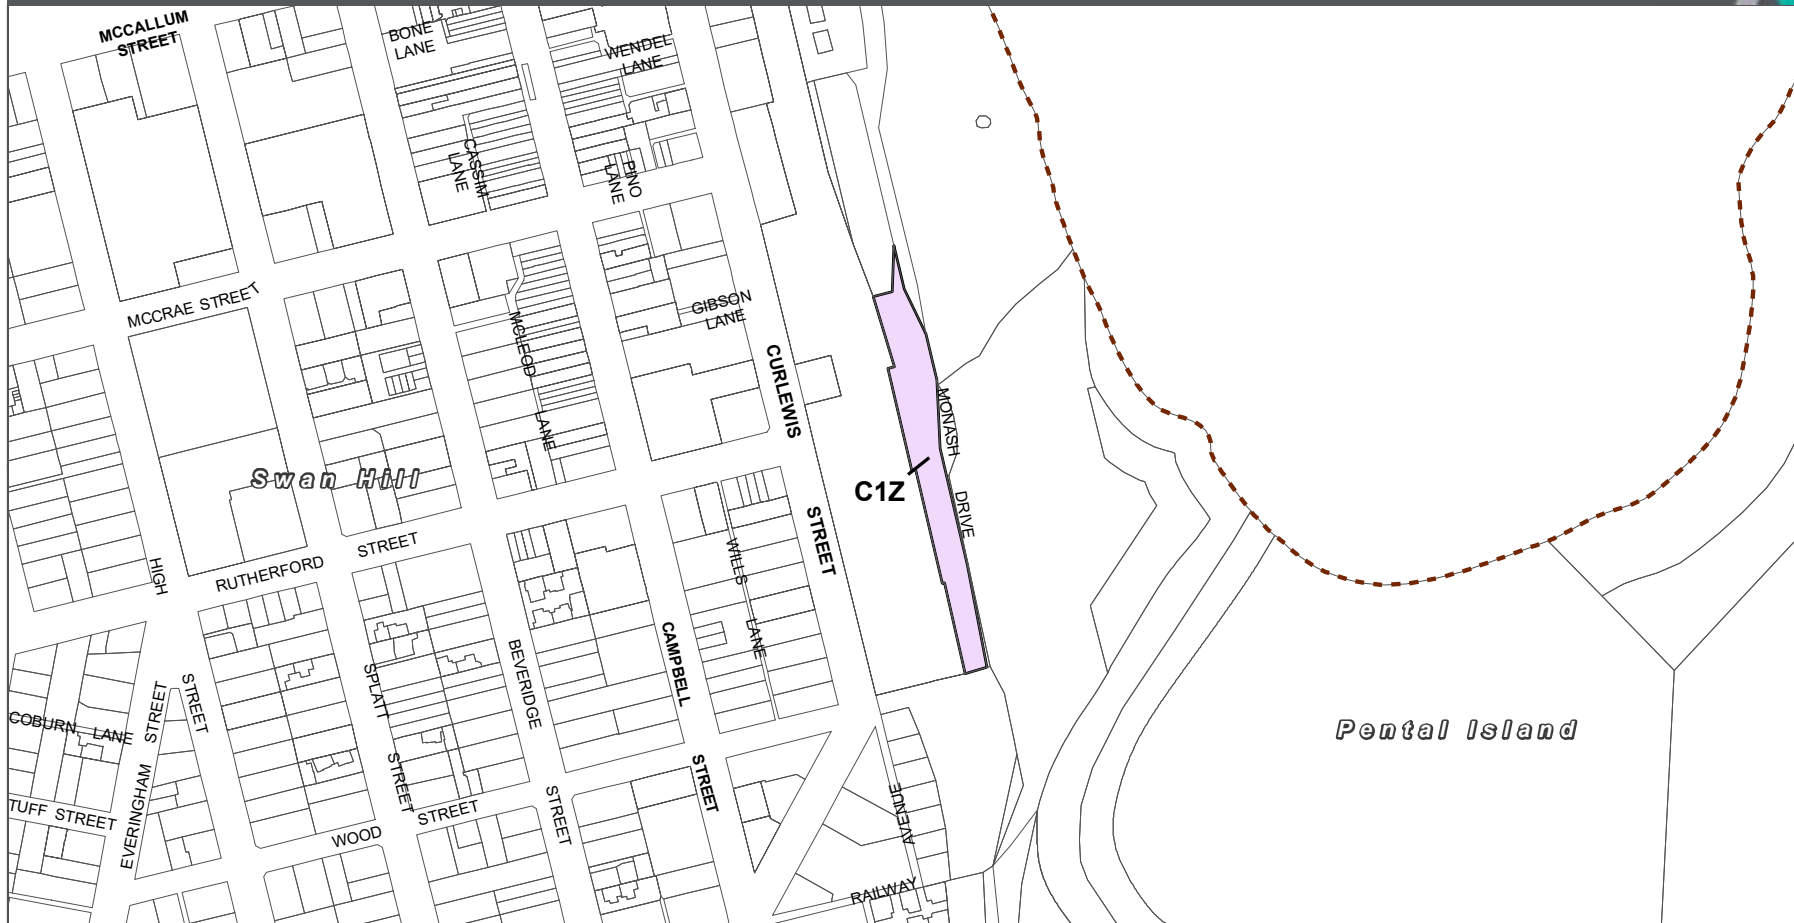 MCCALLUM
STREET
BONE
LANE
WENDEL
LANE
CASSIM
LANE
PINO
LANE
MCCRAE STREET
GIBSON
LANE
MCLEOD
LANE
CURLEWIS
STREET
MONASH
DRIVE
C1Z
Swan Hill
HIGH
STREET
RUTHERFORD
STREET
WILLS
LANE
CAMPBELL
STREET
BEVERIDGE
STREET
SPLATT
STREET
COBURN LANE
EVERINGHAM STREET
TUFF STREET
WOOD
STREET
RAILWAY
AVENUE
Pental Island